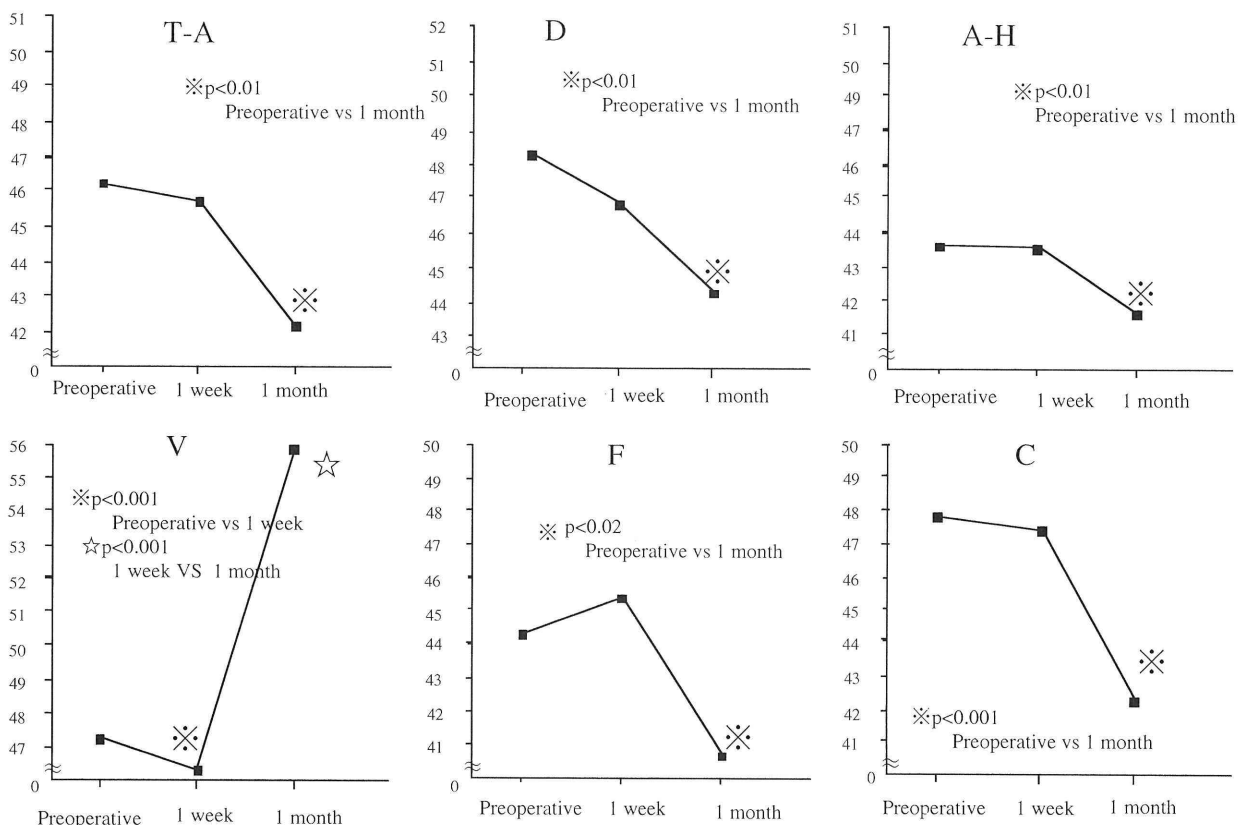 T-A
51
50
49
48
47
46
45
44
43
42
0
※p<0.01
Preoperative vs 1 month
Preoperative 1 week 1 month
D
52
51
50
49
48
47
46
45
44
43
0
※p<0.01
Preoperative vs 1 month
Preoperative 1 week 1 month
A-H
51
50
49
48
47
46
45
44
43
42
41
0
※p<0.01
Preoperative vs 1 month
Preoperative 1 week 1 month
V
56
55
54
53
52
51
50
49
48
47
0
※p<0.001
Preoperative vs 1 week
☆p<0.001
1 week VS 1 month
Preoperative 1 week 1 month
F
50
49
48
47
46
45
44
43
42
41
0
※ p<0.02
Preoperative vs 1 month
Preoperative 1 week 1 month
C
50
49
48
47
46
45
44
43
42
41
0
※p<0.001
Preoperative vs 1 month
Preoperative 1 week 1 month